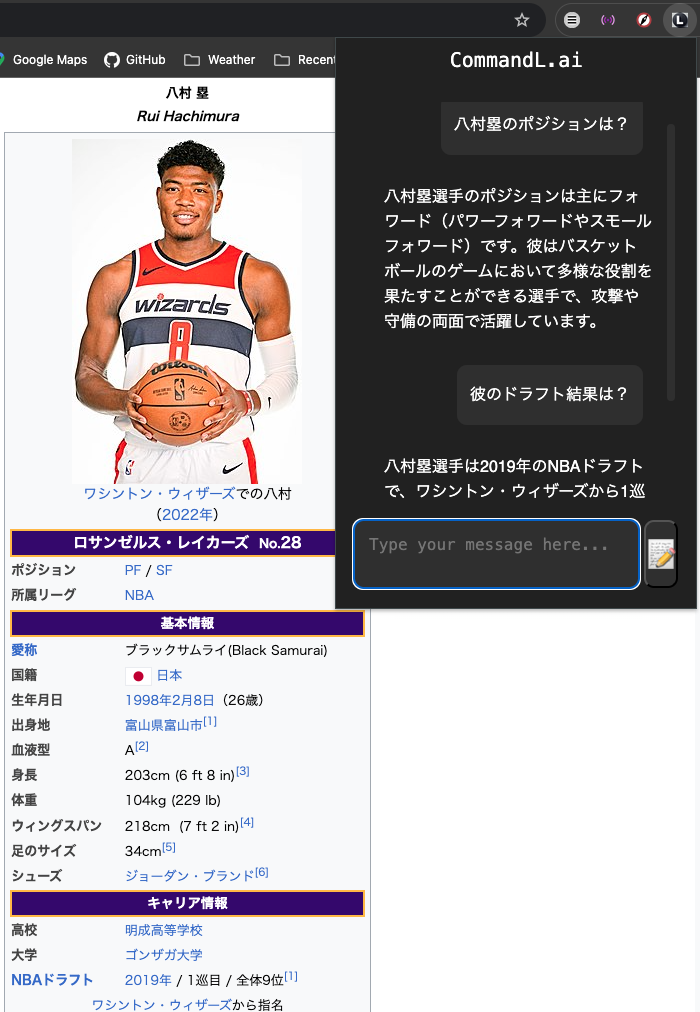 Google Maps
GitHub
Weather
Recent
八村 塁
Rui Hachimura
wizards
8
Wilson
ワシントン・ウィザーズでの八村
（2022年）
ロサンゼルス・レイカーズ No.28
ポジション PF / SF
所属リーグ NBA
基本情報
愛称 ブラックサムライ(Black Samurai)
国籍 日本
生年月日 1998年2月8日（26歳）
出身地 富山県富山市[1]
血液型 A[2]
身長 203cm (6 ft 8 in)[3]
体重 104kg (229 lb)
ウィングスパン 218cm (7 ft 2 in)[4]
足のサイズ 34cm[5]
シューズ ジョーダン・ブランド[6]
キャリア情報
高校 明成高等学校
大学 ゴンザガ大学
NBAドラフト 2019年 / 1巡目 / 全体9位[1]
ワシントン・ウィザーズから指名
CommandL.ai
八村塁のポジションは？
八村塁選手のポジションは主にフォ
ワード（パワーフォワードやスモール
フォワード）です。彼はバスケット
ボールのゲームにおいて多様な役割を
果たすことができる選手で、攻撃や
守備の両面で活躍しています。
彼のドラフト結果は？
八村塁選手は2019年のNBAドラフト
で、ワシントン・ウィザーズから1巡
Type your message here...